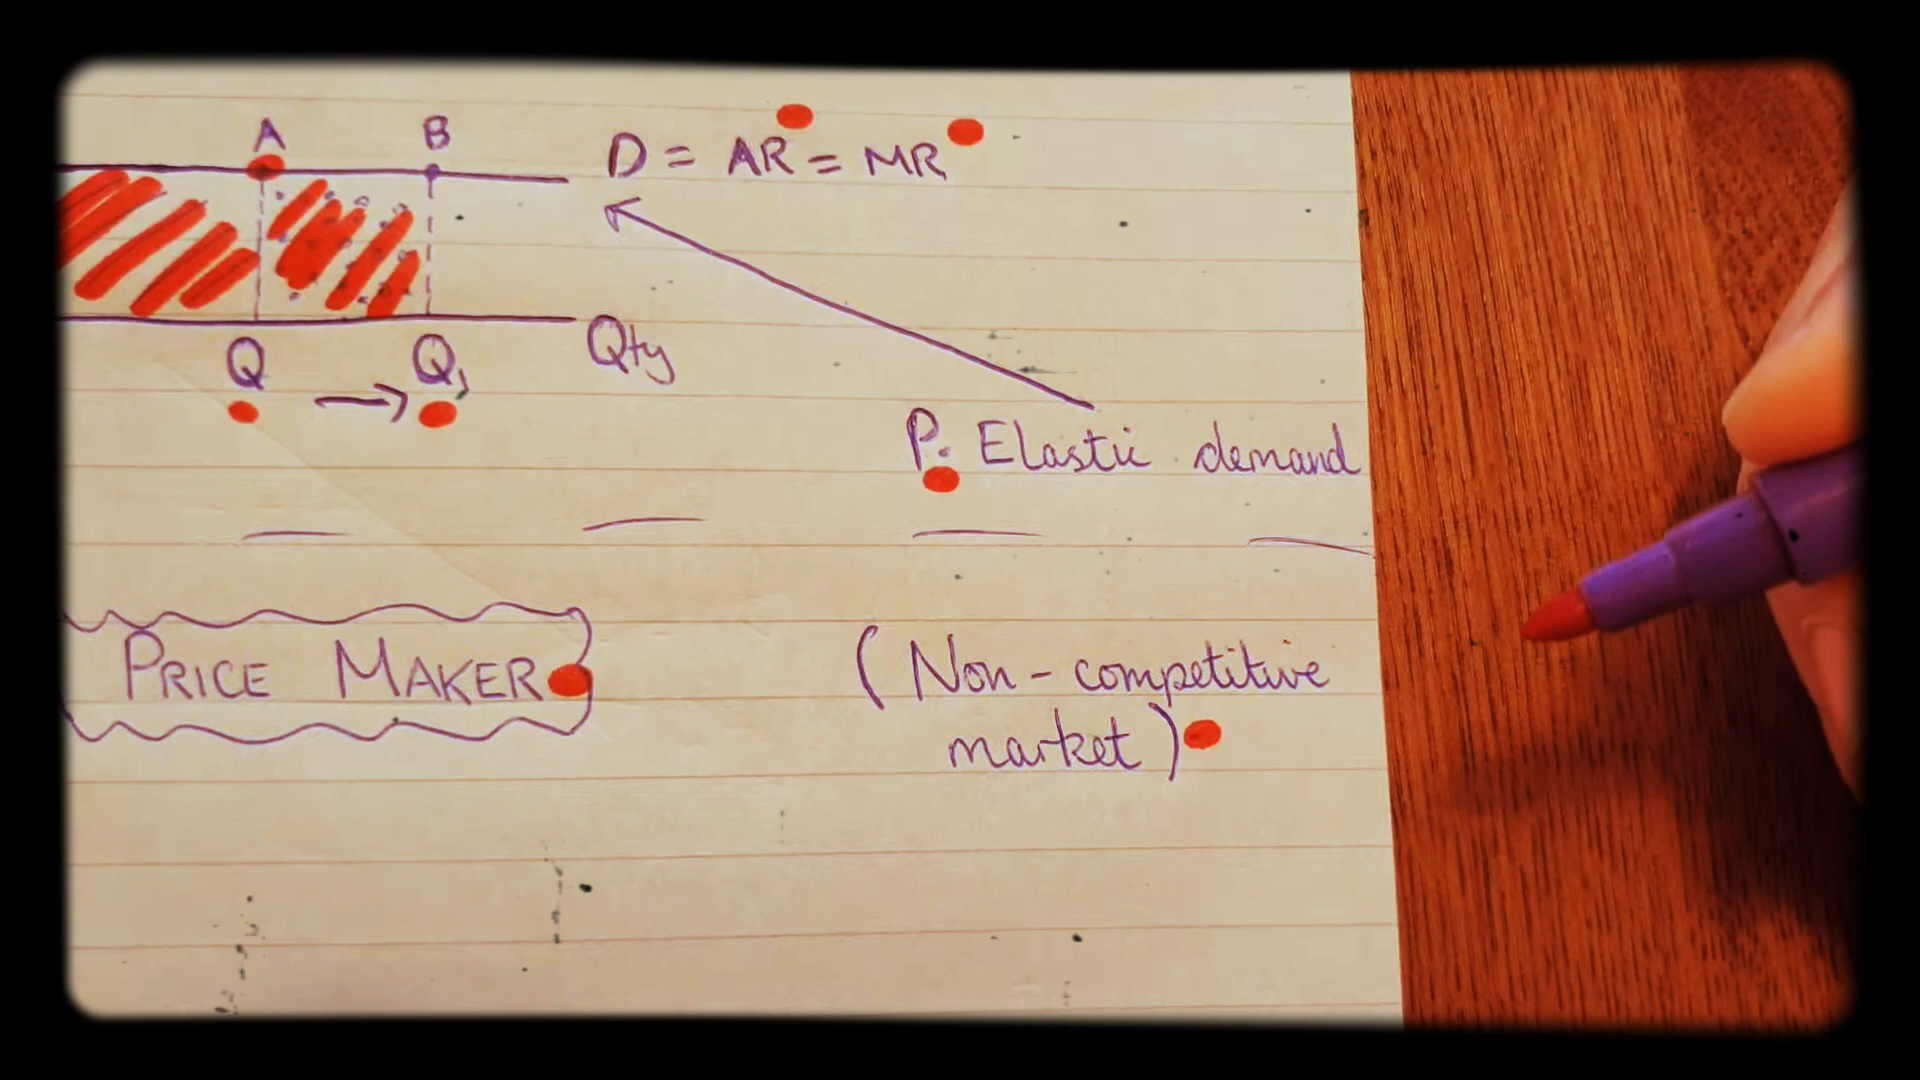 A B
D = AR = MR
Q → Q₁ Qty
P. Elastic demand
PRICE MAKER
(Non-competitive
market)